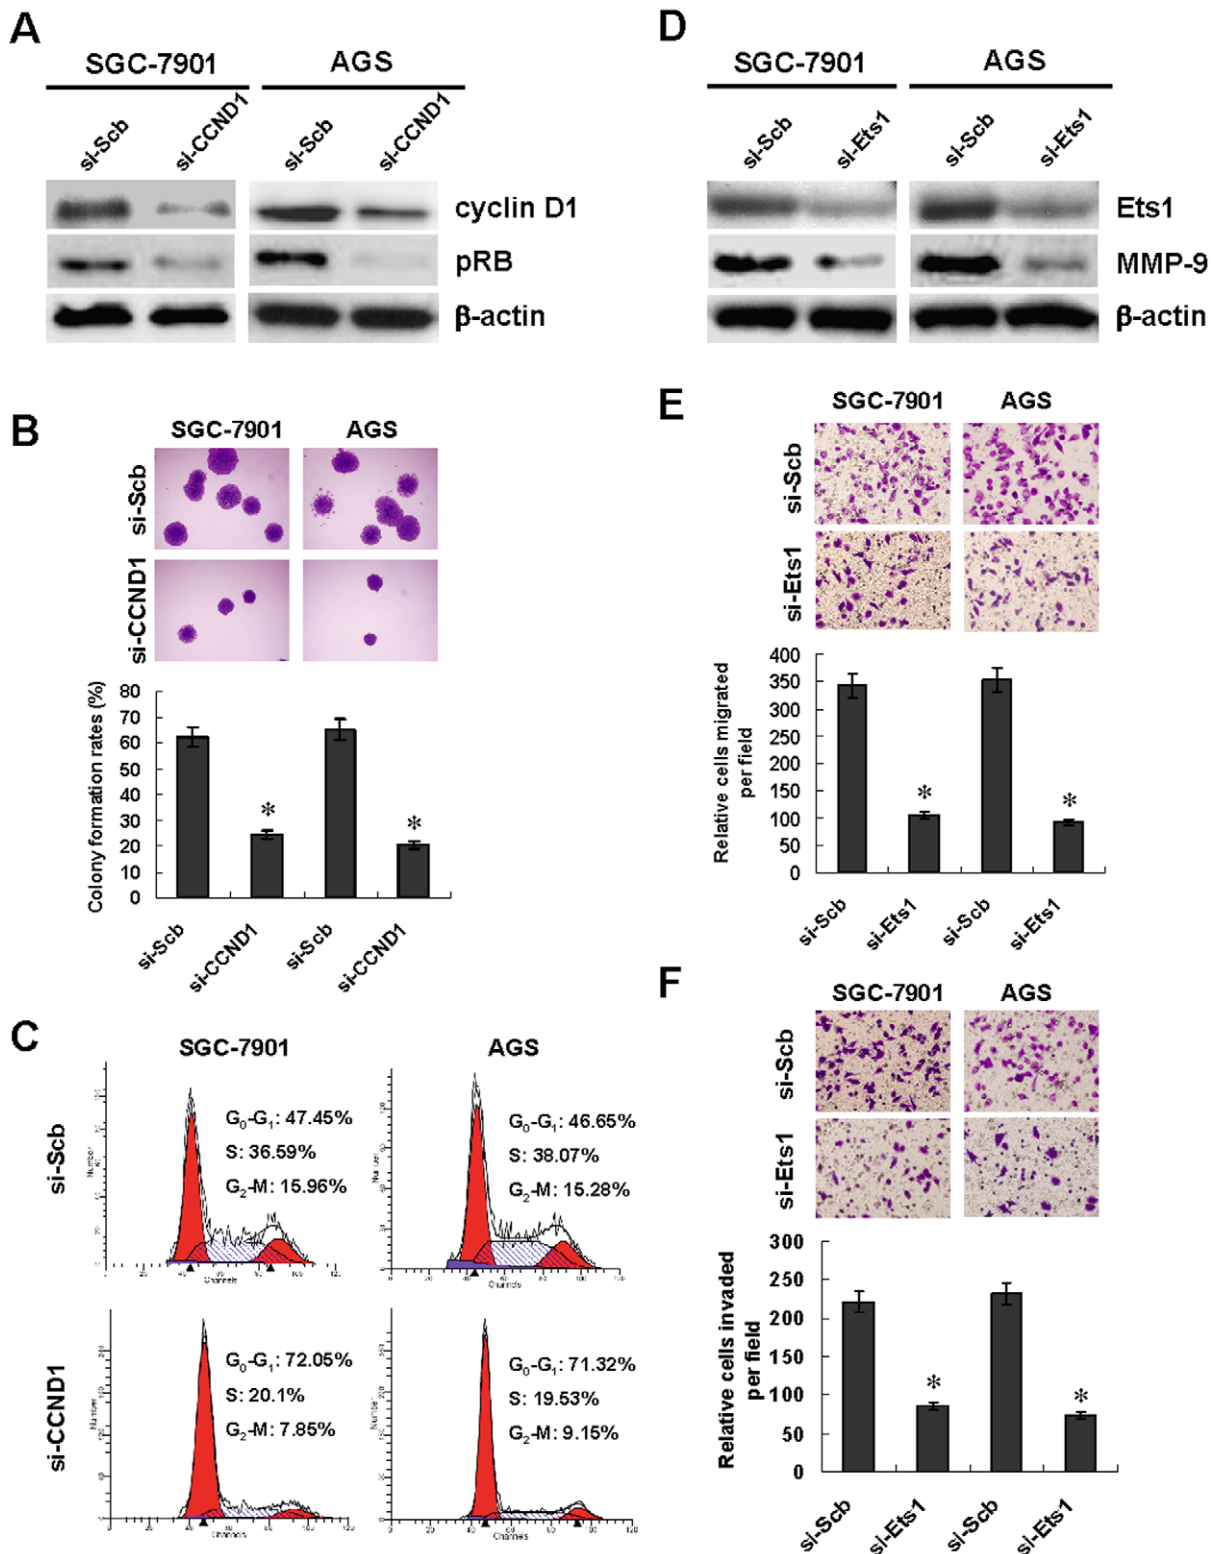 A
SGC-7901 AGS
si-Scb si-CCND1 si-Scb si-CCND1
cyclin D1
pRB
β-actin
B
SGC-7901 AGS
si-Scb
si-CCND1
Colony formation rates (%)
80
70
60
50
40
30
20
10
0
* *
si-Scb si-CCND1 si-Scb si-CCND1
C
SGC-7901 AGS
si-Scb
G0-G1: 47.45%
S: 36.59%
G2-M: 15.96%
Number
Channels
G0-G1: 46.65%
S: 38.07%
G2-M: 15.28%
Number
Channels
si-CCND1
G0-G1: 72.05%
S: 20.1%
G2-M: 7.85%
Number
Channels
G0-G1: 71.32%
S: 19.53%
G2-M: 9.15%
Number
Channels
D
SGC-7901 AGS
si-Scb si-Ets1 si-Scb si-Ets1
Ets1
MMP-9
β-actin
E
SGC-7901 AGS
si-Scb
si-Ets1
Relative cells migrated
per field
400
350
300
250
200
150
100
50
0
* *
si-Scb si-Ets1 si-Scb si-Ets1
F
SGC-7901 AGS
si-Scb
si-Ets1
Relative cells invaded
per field
300
250
200
150
100
50
0
* *
si-Scb si-Ets1 si-Scb si-Ets1